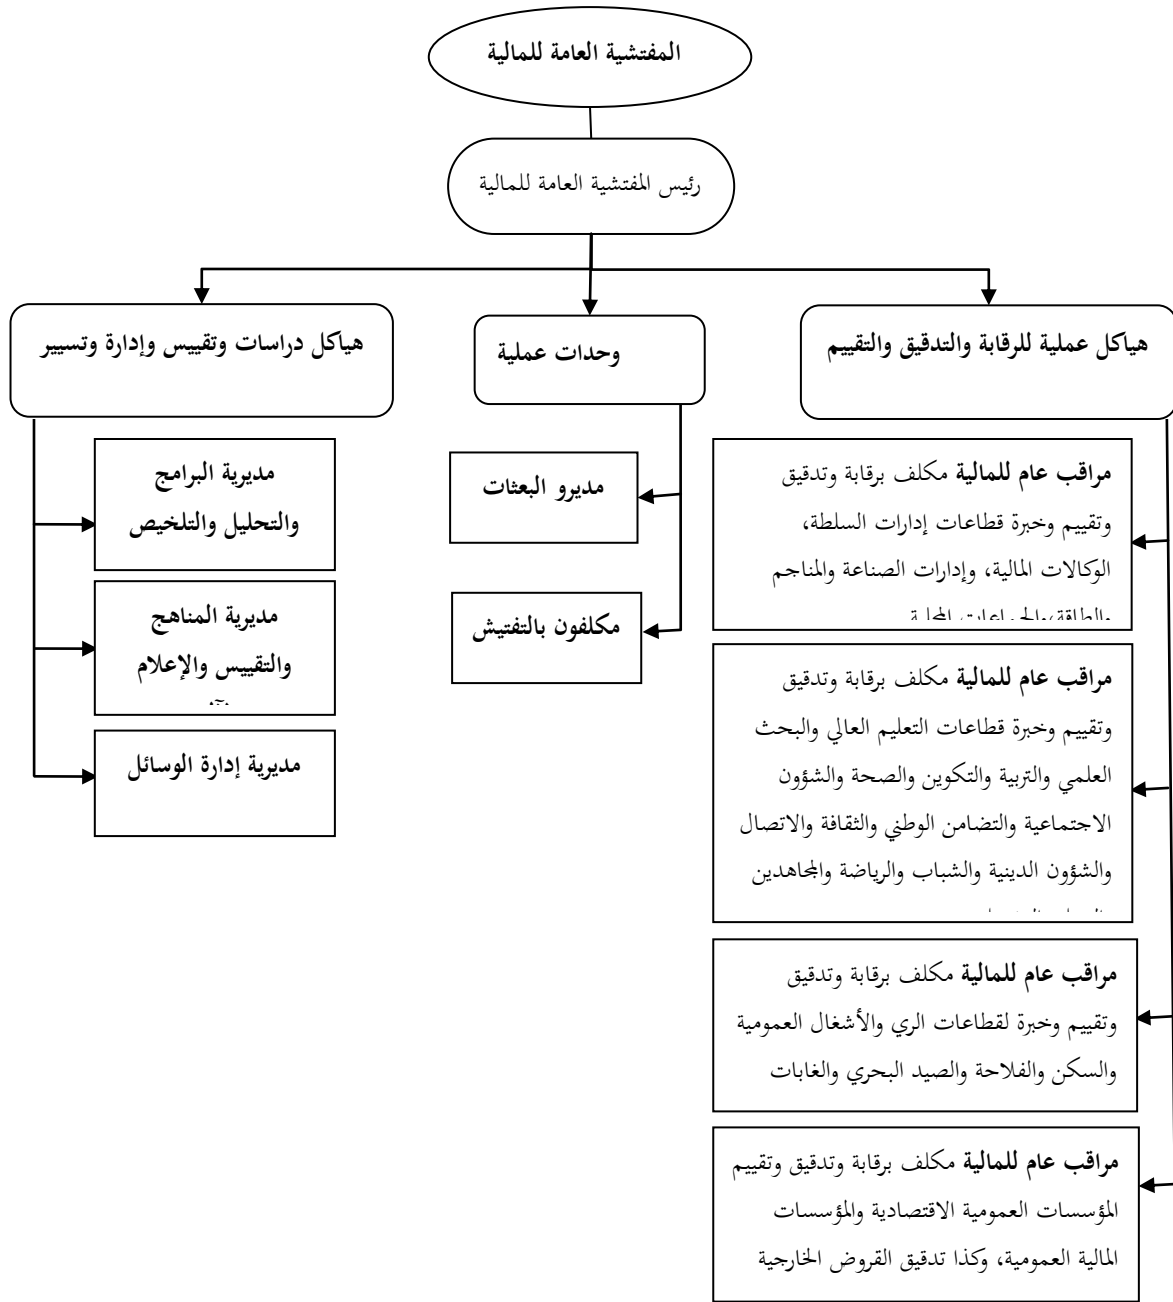 المفتشية العامة للمالية
رئيس المفتشية العامة للمالية
هياكل عملية للرقابة والتدقيق والتقييم
مراقب عام للمالية مكلف برقابة وتدقيق
وتقييم وخبرة قطاعات إدارات السلطة،
الوكالات المالية، وإدارات الصناعة والمناجم
والطاقة،والجماعات المحلية
مراقب عام للمالية مكلف برقابة وتدقيق
وتقييم وخبرة قطاعات التعليم العالي والبحث
العلمي والتربية والتكوين والصحة والشؤون
الاجتماعية والتضامن الوطني والثقافة والاتصال
والشؤون الدينية والشباب والرياضة والمجاهدين
مراقب عام للمالية مكلف برقابة وتدقيق
وتقييم وخبرة لقطاعات الري والأشغال العمومية
والسكن والفلاحة والصيد البحري والغابات
مراقب عام للمالية مكلف برقابة وتدقيق وتقييم
المؤسسات العمومية الاقتصادية والمؤسسات
المالية العمومية، وكذا تدقيق القروض الخارجية
وحدات عملية
مديرو البعثات
مكلفون بالتفتيش
هياكل دراسات وتقييس وإدارة وتسيير
مديرية البرامج
والتحليل والتلخيص
مديرية المناهج
والتقييس والإعلام
مديرية إدارة الوسائل